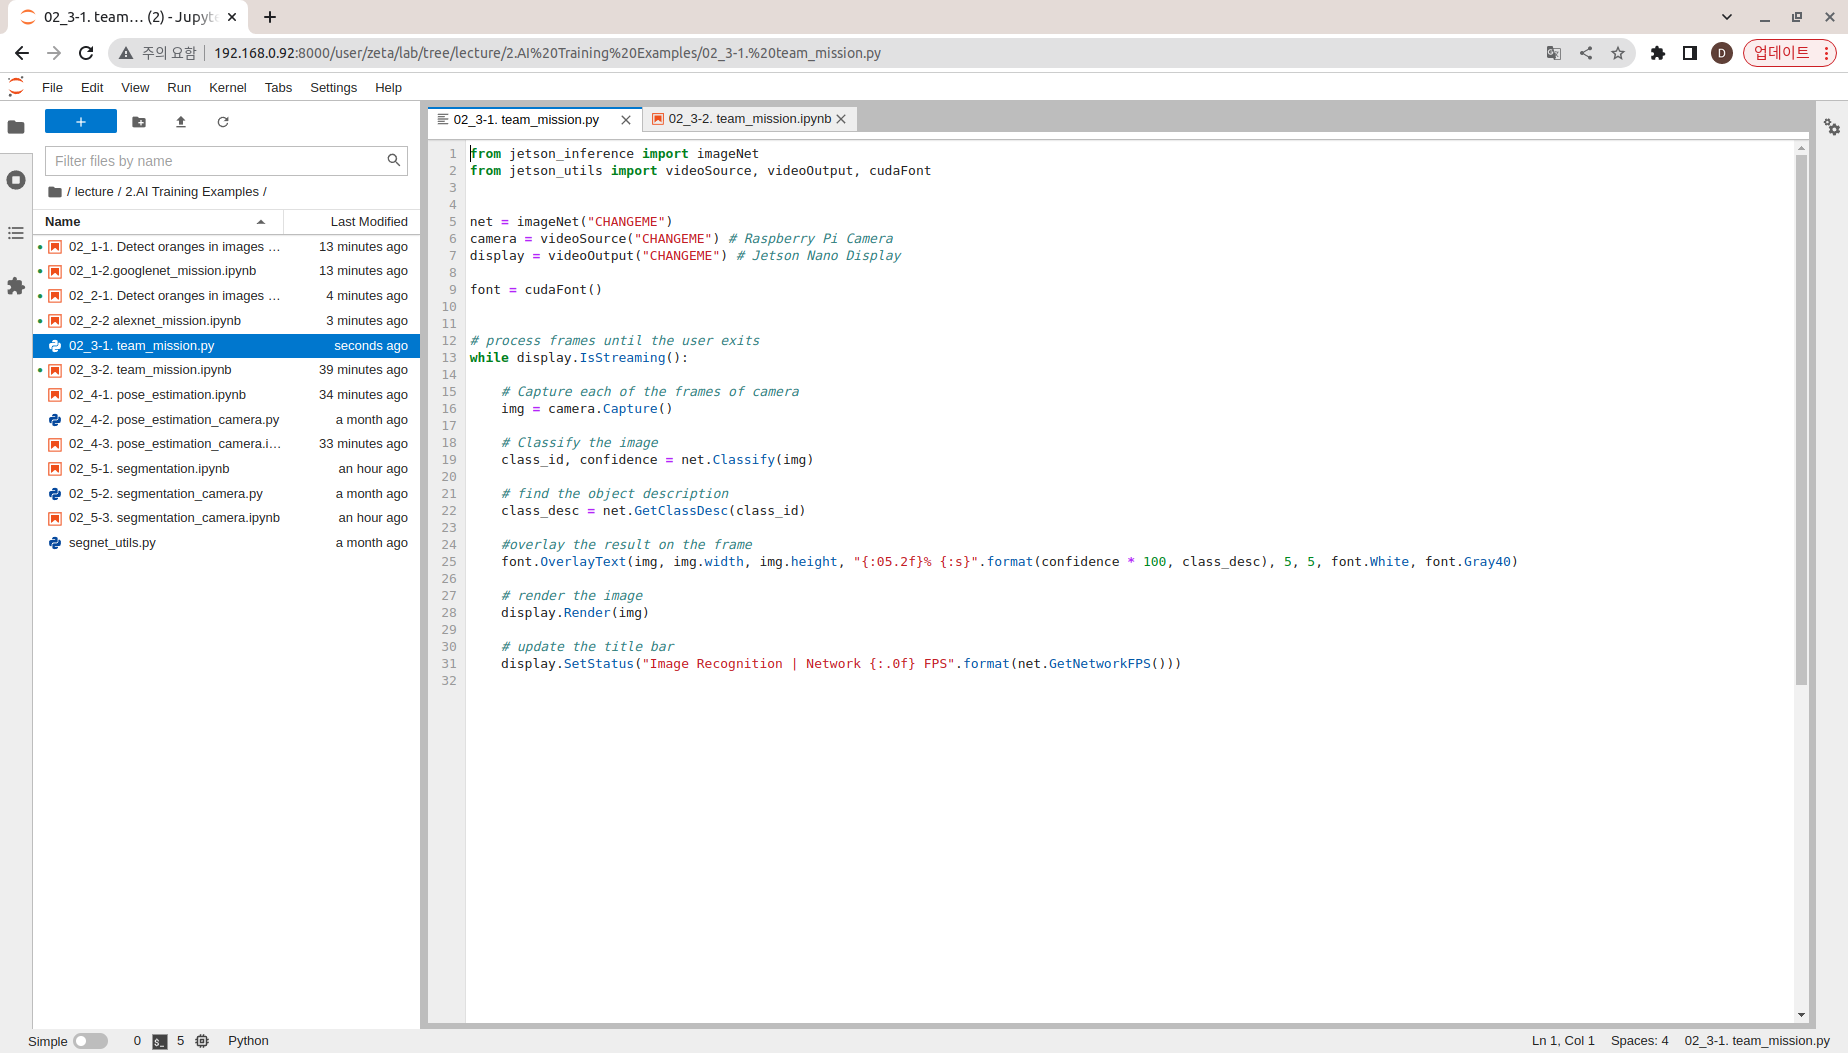 02_3-1. team… (2) - Jupyte
주의 요함
192.168.0.92:8000/user/zeta/lab/tree/lecture/2.AI%20Training%20Examples/02_3-1.%20team_mission.py
D
업데이트
File Edit View Run Kernel Tabs Settings Help
Filter files by name
/ lecture / 2.AI Training Examples /
Name Last Modified
02_1-1. Detect oranges in images … 13 minutes ago
02_1-2.googlenet_mission.ipynb 13 minutes ago
02_2-1. Detect oranges in images … 4 minutes ago
02_2-2 alexnet_mission.ipynb 3 minutes ago
02_3-1. team_mission.py seconds ago
02_3-2. team_mission.ipynb 39 minutes ago
02_4-1. pose_estimation.ipynb 34 minutes ago
02_4-2. pose_estimation_camera.py a month ago
02_4-3. pose_estimation_camera.i… 33 minutes ago
02_5-1. segmentation.ipynb an hour ago
02_5-2. segmentation_camera.py a month ago
02_5-3. segmentation_camera.ipynb an hour ago
segnet_utils.py a month ago
02_3-1. team_mission.py 02_3-2. team_mission.ipynb
1 from jetson_inference import imageNet
2 from jetson_utils import videoSource, videoOutput, cudaFont
3
4
5 net = imageNet("CHANGEME")
6 camera = videoSource("CHANGEME") # Raspberry Pi Camera
7 display = videoOutput("CHANGEME") # Jetson Nano Display
8
9 font = cudaFont()
10
11
12 # process frames until the user exits
13 while display.IsStreaming():
14
15 # Capture each of the frames of camera
16 img = camera.Capture()
17
18 # Classify the image
19 class_id, confidence = net.Classify(img)
20
21 # find the object description
22 class_desc = net.GetClassDesc(class_id)
23
24 #overlay the result on the frame
25 font.OverlayText(img, img.width, img.height, "{:05.2f}% {:s}".format(confidence * 100, class_desc), 5, 5, font.White, font.Gray40)
26
27 # render the image
28 display.Render(img)
29
30 # update the title bar
31 display.SetStatus("Image Recognition | Network {:.0f} FPS".format(net.GetNetworkFPS()))
32
Simple 0 $_ 5 Python Ln 1, Col 1 Spaces: 4 02_3-1. team_mission.py